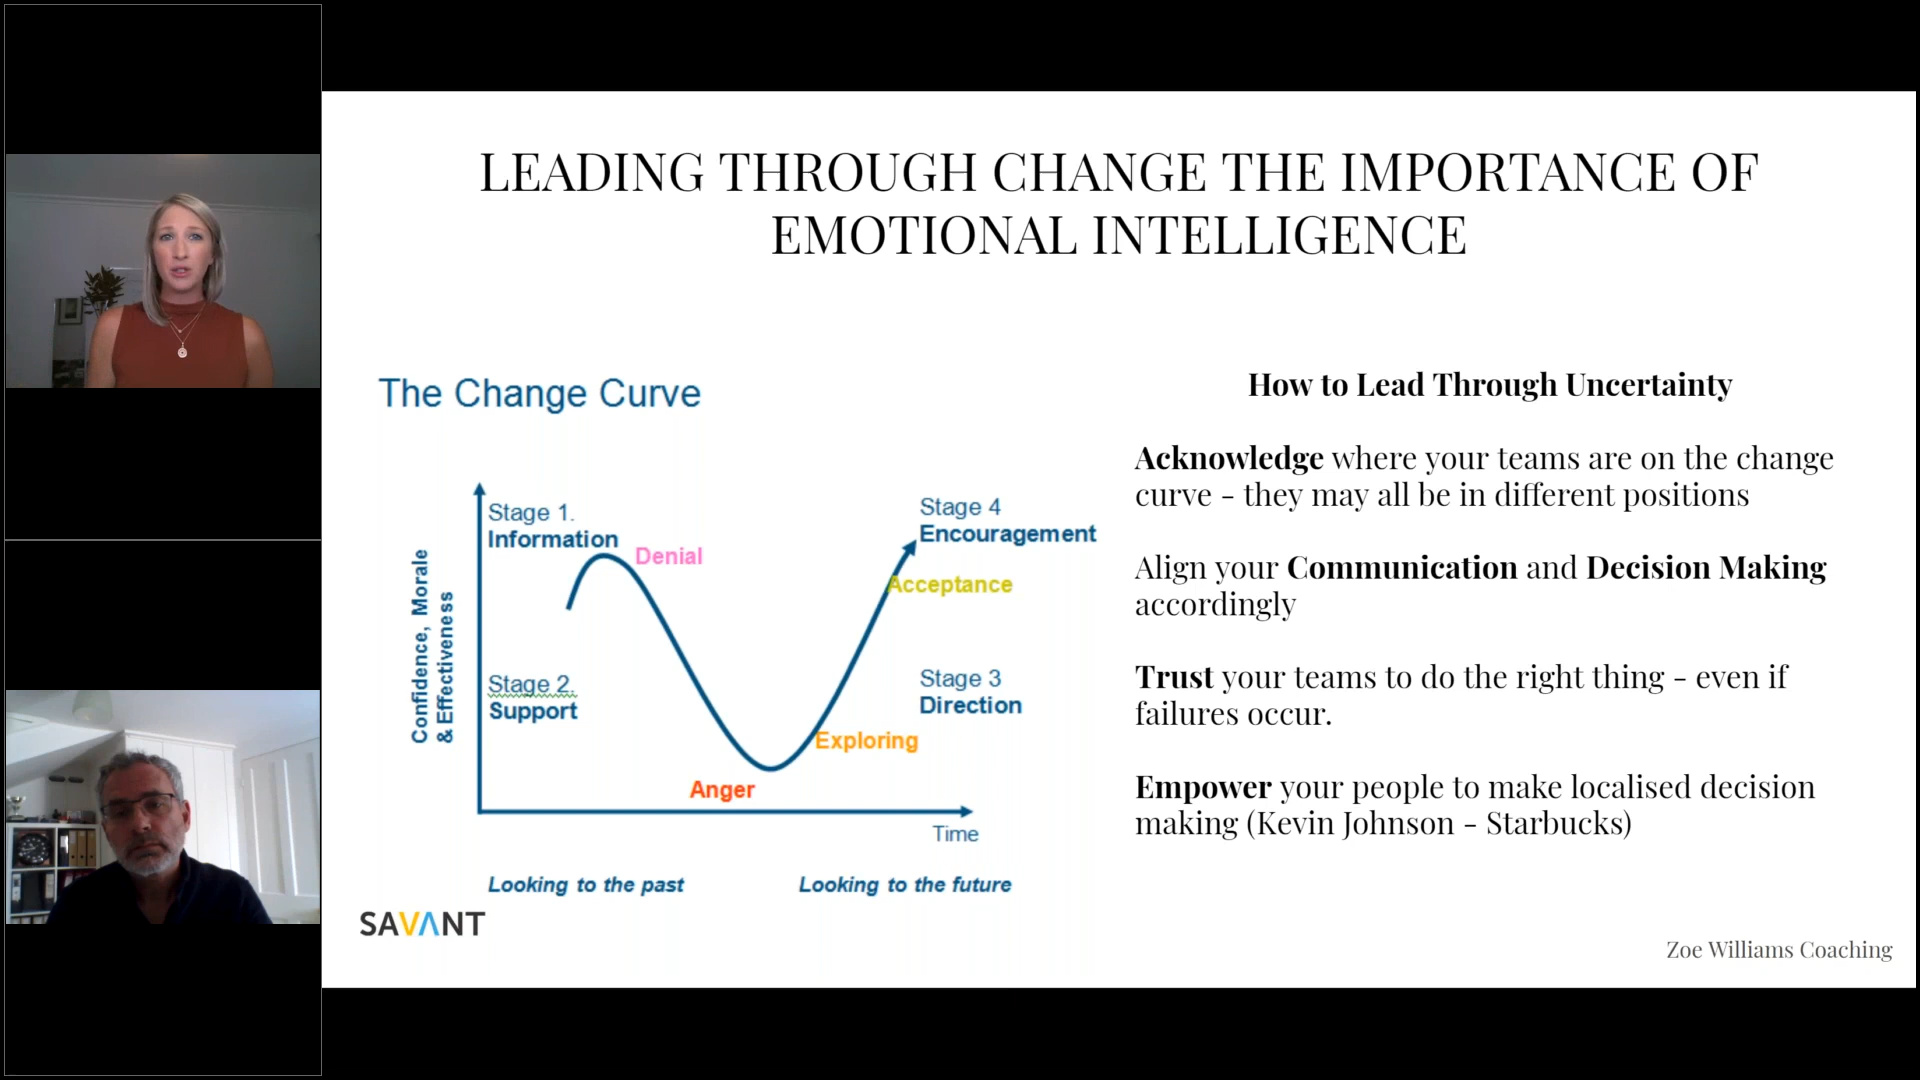 LEADING THROUGH CHANGE THE IMPORTANCE OF
EMOTIONAL INTELLIGENCE
The Change Curve
Confidence, Morale
& Effectiveness
Stage 1.
Information
Denial
Stage 4
Encouragement
Acceptance
Stage 2.
Support
Stage 3
Direction
Exploring
Anger
Time
Looking to the past
Looking to the future
SAVANT
How to Lead Through Uncertainty
Acknowledge where your teams are on the change
curve - they may all be in different positions
Align your Communication and Decision Making
accordingly
Trust your teams to do the right thing - even if
failures occur.
Empower your people to make localised decision
making (Kevin Johnson - Starbucks)
Zoe Williams Coaching